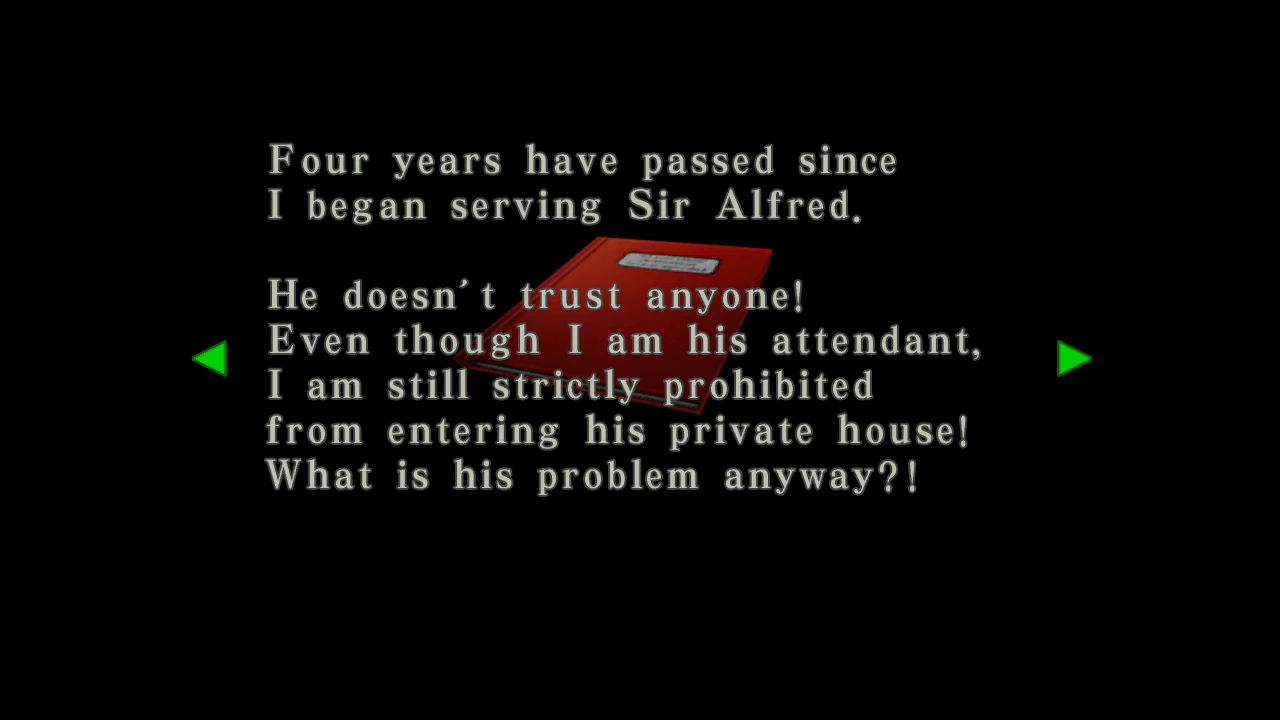 Four years have passed since
I began serving Sir Alfred.
He doesn't trust anyone!
Even though I am his attendant,
I am still strictly prohibited
from entering his private house!
What is his problem anyway?!